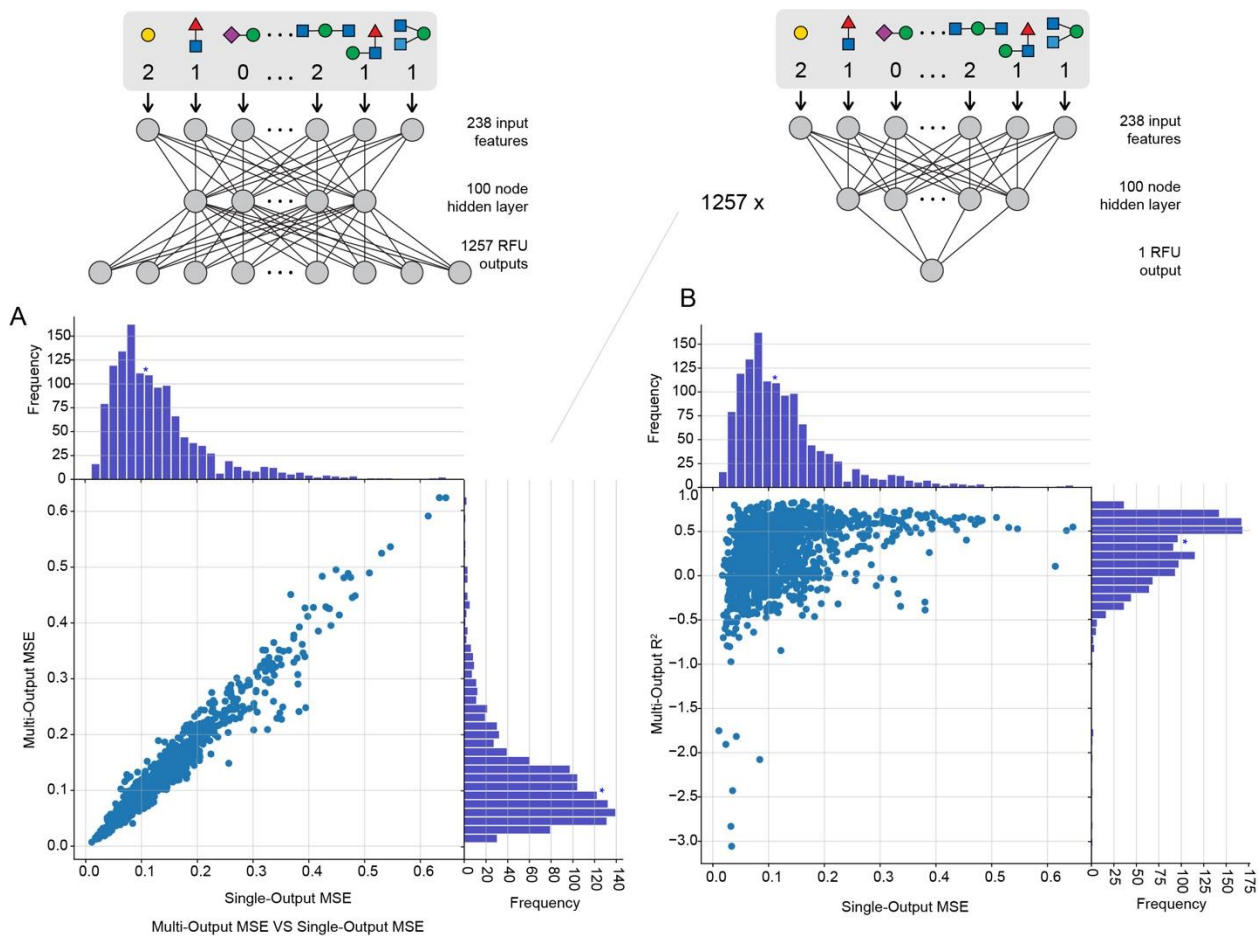 2 1 0 ... 2 1 1
238 input
features
100 node
hidden layer
1257 RFU
outputs
2 1 0 ... 2 1 1
238 input
features
1257 x
100 node
hidden layer
1 RFU
output
A
Frequency
150
125
100
75
50
25
0
*
Multi-Output MSE
0.6
0.5
0.4
0.3
0.2
0.1
0.0
*
0.0 0.1 0.2 0.3 0.4 0.5 0.6
Single-Output MSE
0 20 40 60 80 100 120 140
Frequency
Multi-Output MSE VS Single-Output MSE
B
Frequency
150
125
100
75
50
25
0
*
Multi-Output R²
1.0
0.5
0.0
−0.5
−1.0
−1.5
−2.0
−2.5
−3.0
*
0.0 0.1 0.2 0.3 0.4 0.5 0.6
Single-Output MSE
0 25 50 75 100 125 150 175
Frequency